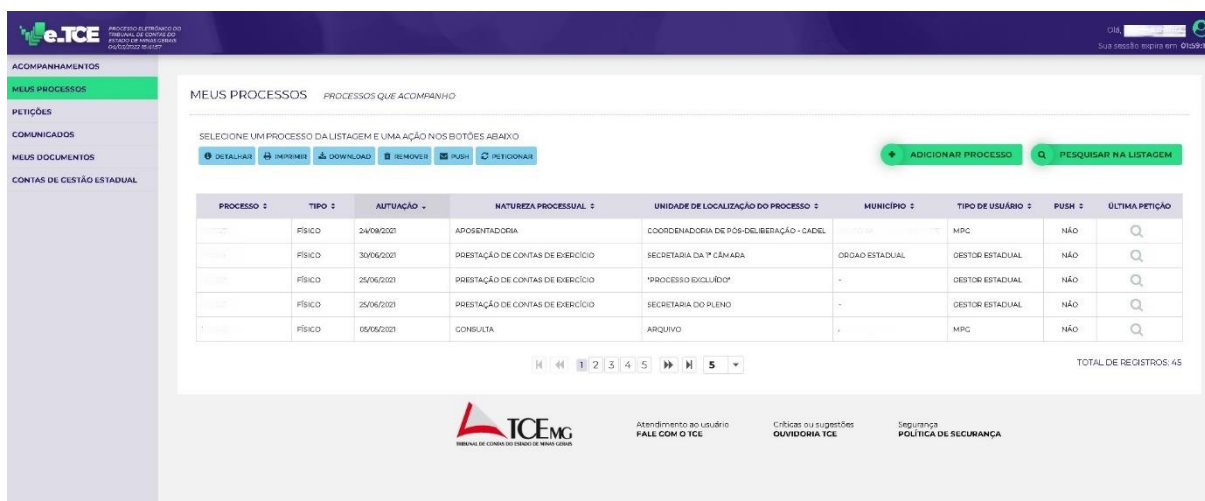 e.TCE
PROCESSO ELETRÔNICO DO
TRIBUNAL DE CONTAS DO
ESTADO DE MINAS GERAIS
Olá,
Sua sessão expira em 01:59:
ACOMPANHAMENTOS
MEUS PROCESSOS
PETIÇÕES
COMUNICADOS
MEUS DOCUMENTOS
CONTAS DE GESTÃO ESTADUAL
MEUS PROCESSOS PROCESSOS QUE ACOMPANHO
SELECIONE UM PROCESSO DA LISTAGEM E UMA AÇÃO NOS BOTÕES ABAIXO
DETALHAR IMPRIMIR DOWNLOAD REMOVER PUSH PETICIONAR
ADICIONAR PROCESSO PESQUISAR NA LISTAGEM
PROCESSO TIPO AUTUAÇÃO NATUREZA PROCESSUAL UNIDADE DE LOCALIZAÇÃO DO PROCESSO MUNICÍPIO TIPO DE USUÁRIO PUSH ÚLTIMA PETIÇÃO
FÍSICO 24/09/2021 APOSENTADORIA COORDENADORIA DE PÓS-DELIBERAÇÃO - CADEL MPC NÃO
FÍSICO 30/06/2021 PRESTAÇÃO DE CONTAS DE EXERCÍCIO SECRETARIA DA 1ª CÂMARA ORGAO ESTADUAL GESTOR ESTADUAL NÃO
FÍSICO 25/06/2021 PRESTAÇÃO DE CONTAS DE EXERCÍCIO *PROCESSO EXCLUÍDO* - GESTOR ESTADUAL NÃO
FÍSICO 25/06/2021 PRESTAÇÃO DE CONTAS DE EXERCÍCIO SECRETARIA DO PLENO - GESTOR ESTADUAL NÃO
FÍSICO 05/05/2021 CONSULTA ARQUIVO MPC NÃO
1 2 3 4 5 5
TOTAL DE REGISTROS: 45
TCEMG
TRIBUNAL DE CONTAS DO ESTADO DE MINAS GERAIS
Atendimento ao usuário
FALE COM O TCE
Críticas ou sugestões
OUVIDORIA TCE
Segurança
POLÍTICA DE SEGURANÇA